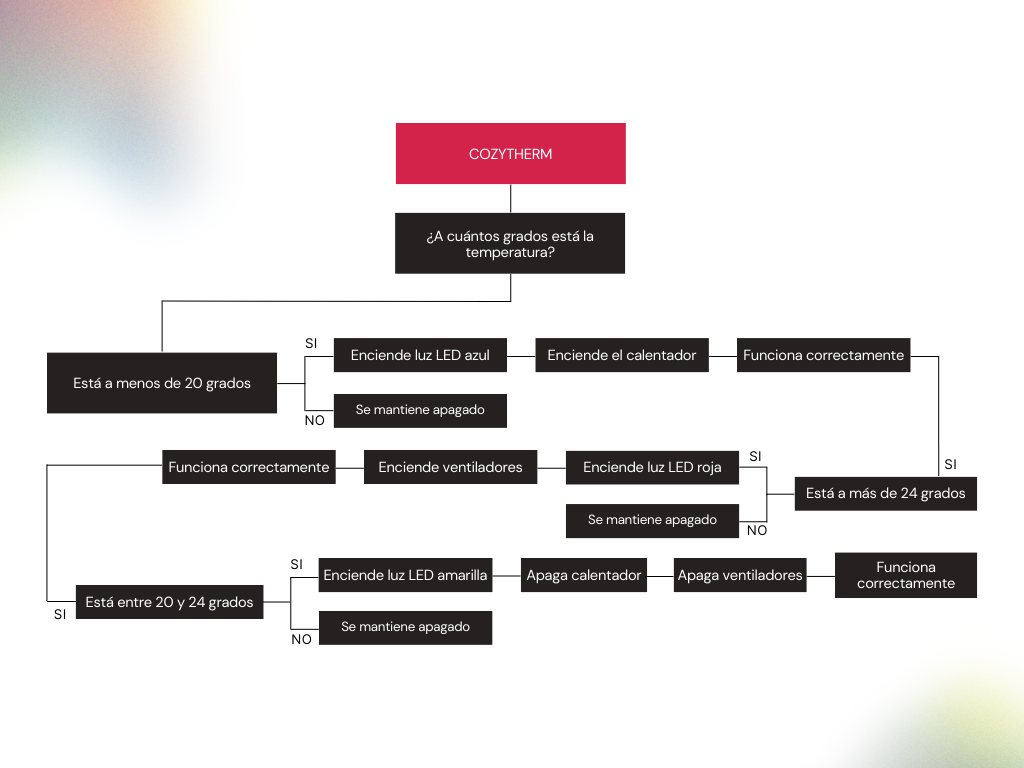 COZYTHERM
¿A cuántos grados está la
temperatura?
SI
Enciende luz LED azul
Enciende el calentador
Funciona correctamente
Está a menos de 20 grados
Se mantiene apagado
NO
SI
SI
Funciona correctamente
Enciende ventiladores
Enciende luz LED roja
Está a más de 24 grados
Se mantiene apagado
NO
SI
Enciende luz LED amarilla
Apaga calentador
Apaga ventiladores
Funciona
correctamente
Está entre 20 y 24 grados
SI
Se mantiene apagado
NO